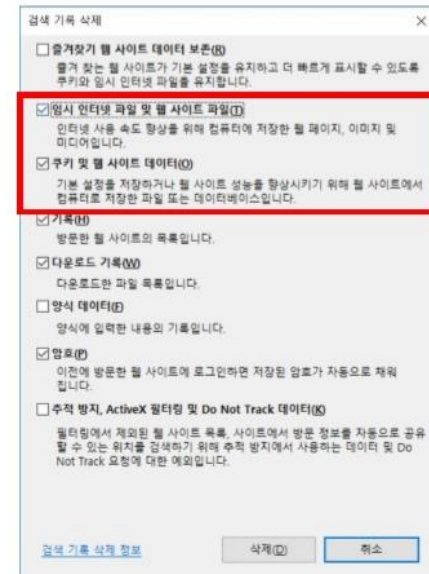 검색 기록 삭제
즐겨찾기 웹 사이트 데이터 보존(R)
즐겨 찾는 웹 사이트가 기본 설정을 유지하고 더 빠르게 표시할 수 있도록
쿠키와 임시 인터넷 파일을 유지합니다.
임시 인터넷 파일 및 웹 사이트 파일(T)
인터넷 사용 속도 향상을 위해 컴퓨터에 저장한 웹 페이지, 이미지 및
미디어입니다.
쿠키 및 웹 사이트 데이터(O)
기본 설정을 저장하거나 웹 사이트 성능을 향상시키기 위해 웹 사이트에서
컴퓨터로 저장한 파일 또는 데이터베이스입니다.
기록(H)
방문한 웹 사이트의 목록입니다.
다운로드 기록(W)
다운로드한 파일 목록입니다.
양식 데이터(F)
양식에 입력한 내용의 기록입니다.
암호(P)
이전에 방문한 웹 사이트에 로그인하면 저장된 암호가 자동으로 채워
집니다.
추적 방지, ActiveX 필터링 및 Do Not Track 데이터(K)
필터링에서 제외된 웹 사이트 목록, 사이트에서 방문 정보를 자동으로 공유
할 수 있는 위치를 검색하기 위해 추적 방지에서 사용하는 데이터 및 Do
Not Track 요청에 대한 예외입니다.
검색 기록 삭제 정보
삭제(D)
취소